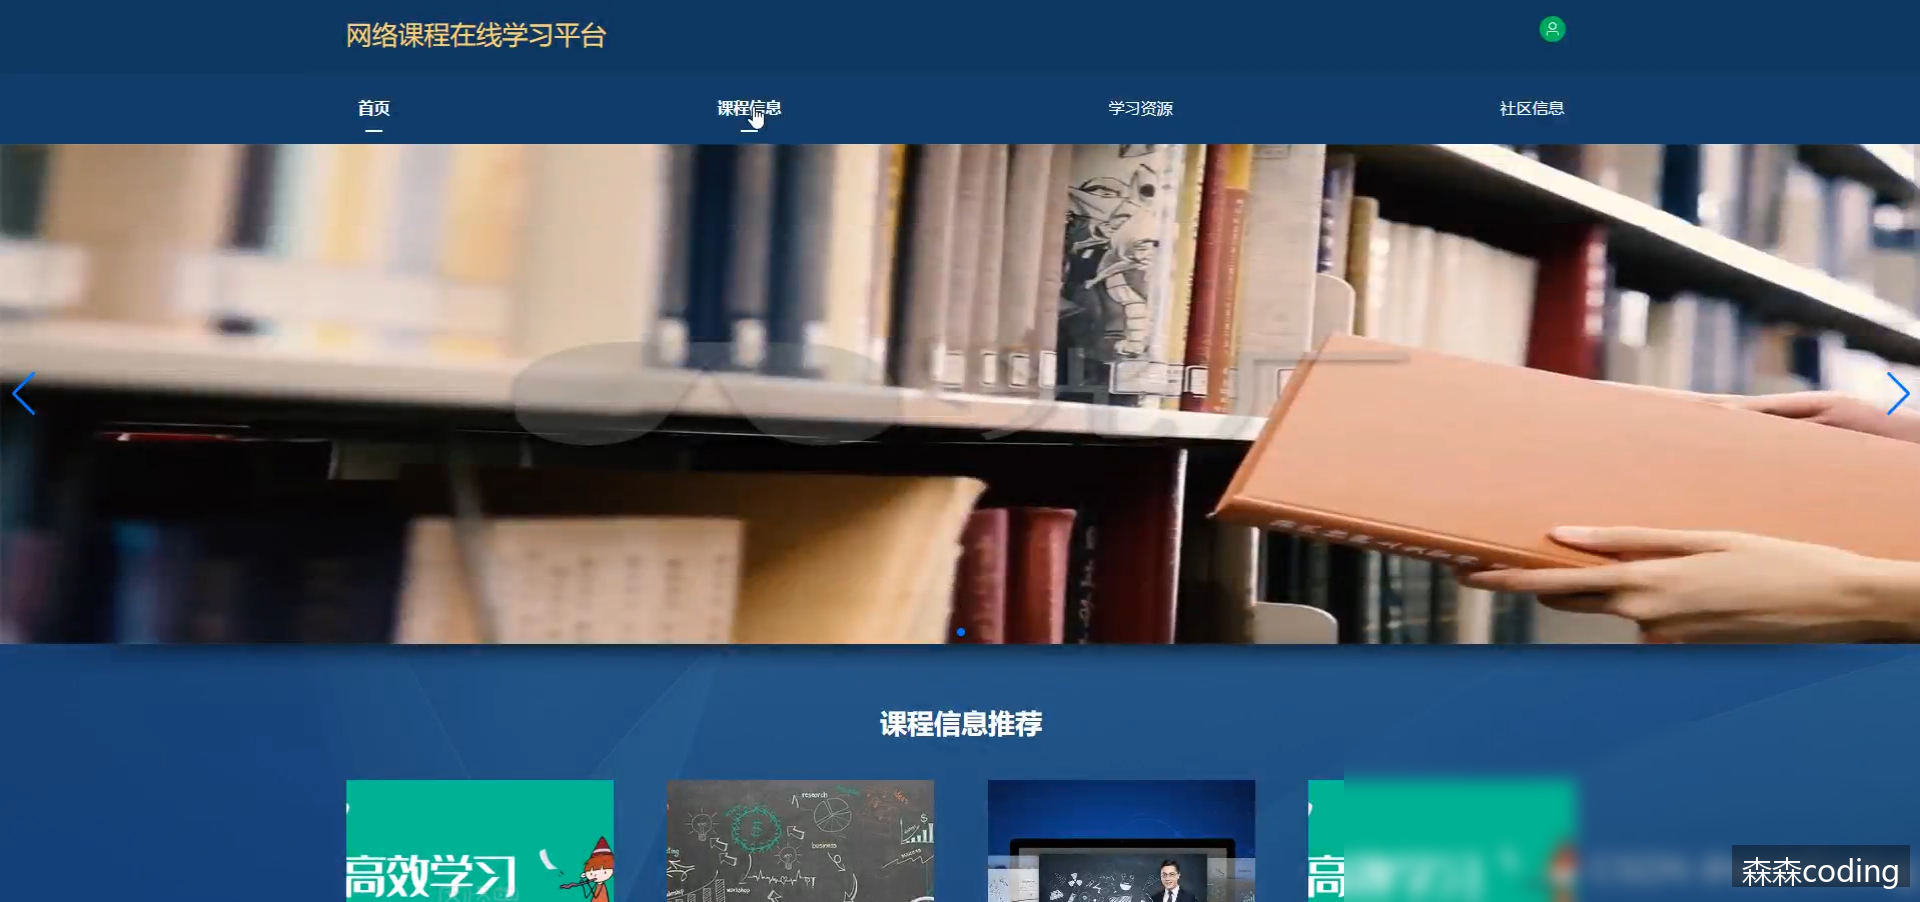 网络课程在线学习平台
首页
课程信息
学习资源
社区信息
课程信息推荐
高效学习
research
business
workshop
高
森森coding